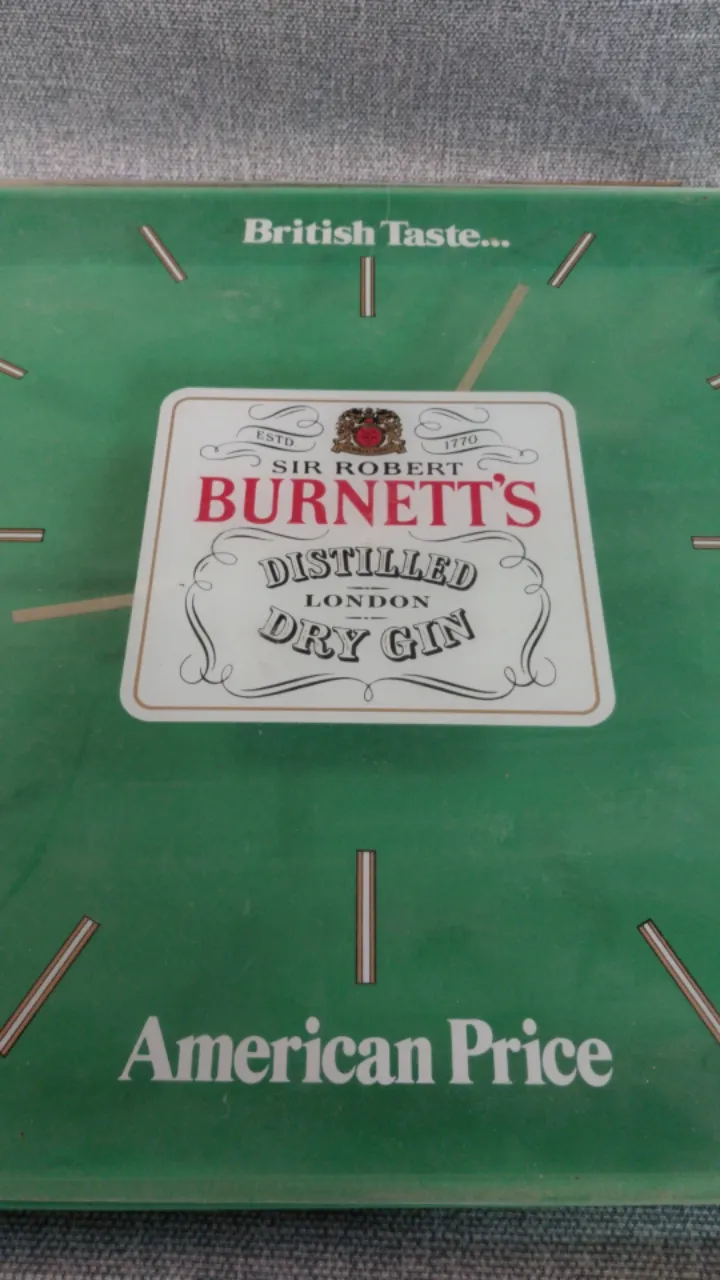 British Taste...
ESTD 1770
SIR ROBERT
BURNETT'S
DISTILLED
LONDON
DRY GIN
American Price